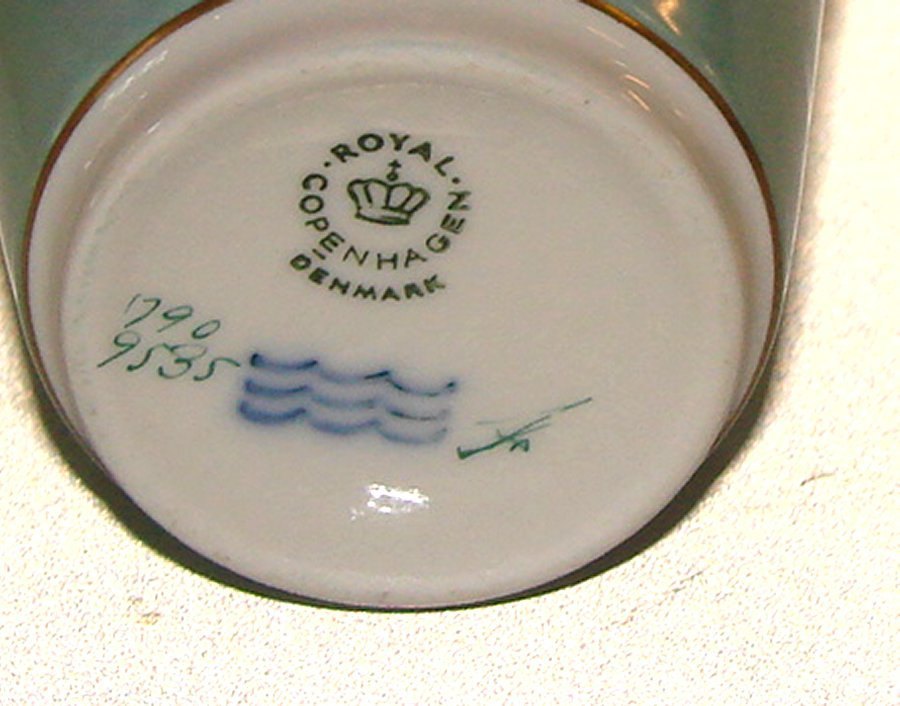 ROYAL
COPENHAGEN
DENMARK
1790
9535